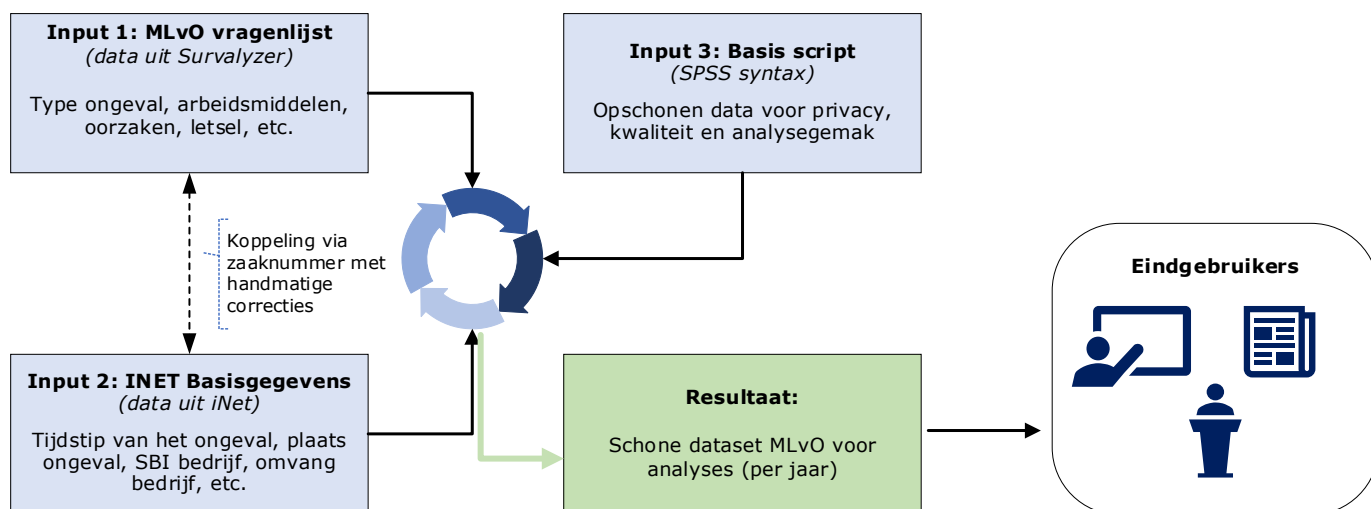 Input 1: MLvO vragenlijst
(data uit Survalyzer)
Type ongeval, arbeidsmiddelen,
oorzaken, letsel, etc.
Input 3: Basis script
(SPSS syntax)
Opschonen data voor privacy,
kwaliteit en analysegemak
Koppeling via
zaaknummer met
handmatige
correcties
Eindgebruikers
Input 2: INET Basisgegevens
(data uit iNet)
Tijdstip van het ongeval, plaats
ongeval, SBI bedrijf, omvang
bedrijf, etc.
Resultaat:
Schone dataset MLvO voor
analyses (per jaar)